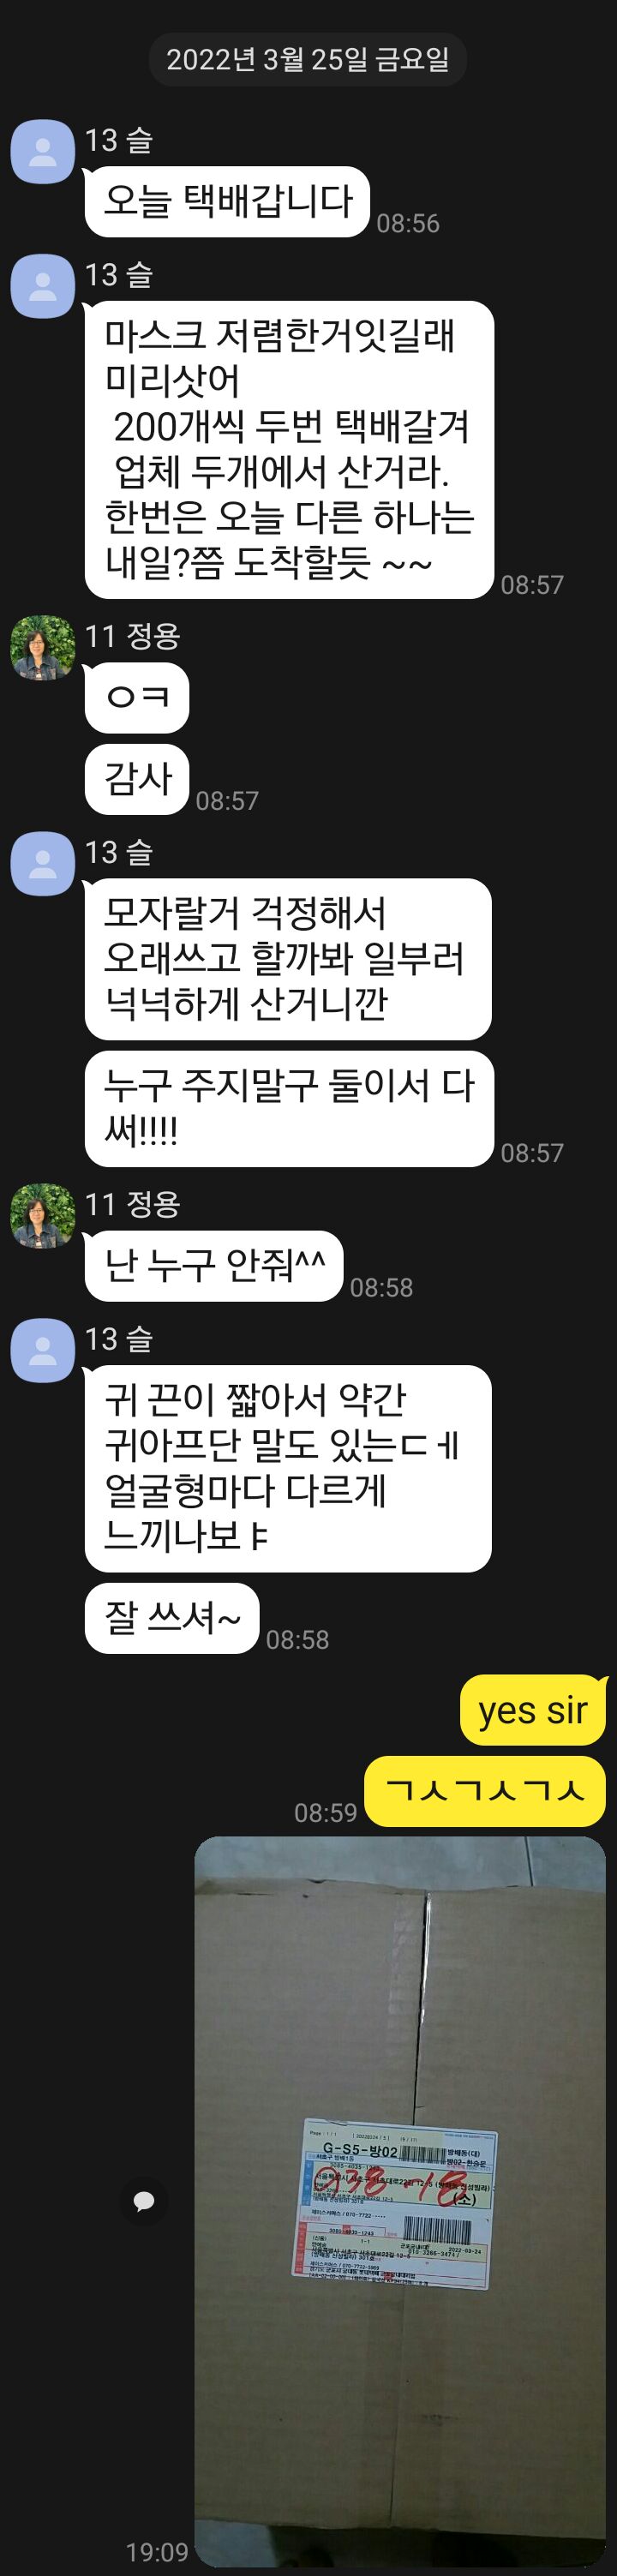 2022년 3월 25일 금요일
13 슬
오늘 택배갑니다
08:56
13 슬
마스크 저렴한거잇길래
미리삿어
200개씩 두번 택배갈겨
업체 두개에서 산거라.
한번은 오늘 다른 하나는
내일?쯤 도착할듯 ~~
08:57
11 정용
ㅇㅋ
감사
08:57
13 슬
모자랄거 걱정해서
오래쓰고 할까봐 일부러
넉넉하게 산거니깐
누구 주지말구 둘이서 다
써!!!!
08:57
11 정용
난 누구 안줘^^
08:58
13 슬
귀 끈이 짧아서 약간
귀아프단 말도 있는ㄷㅔ
얼굴형마다 다르게
느끼나보ㅑ
잘 쓰셔~
08:58
yes sir
ㄱㅅㄱㅅㄱㅅ
08:59
G-S5-방02
방배동(대)
(소)
2022-03-24
19:09